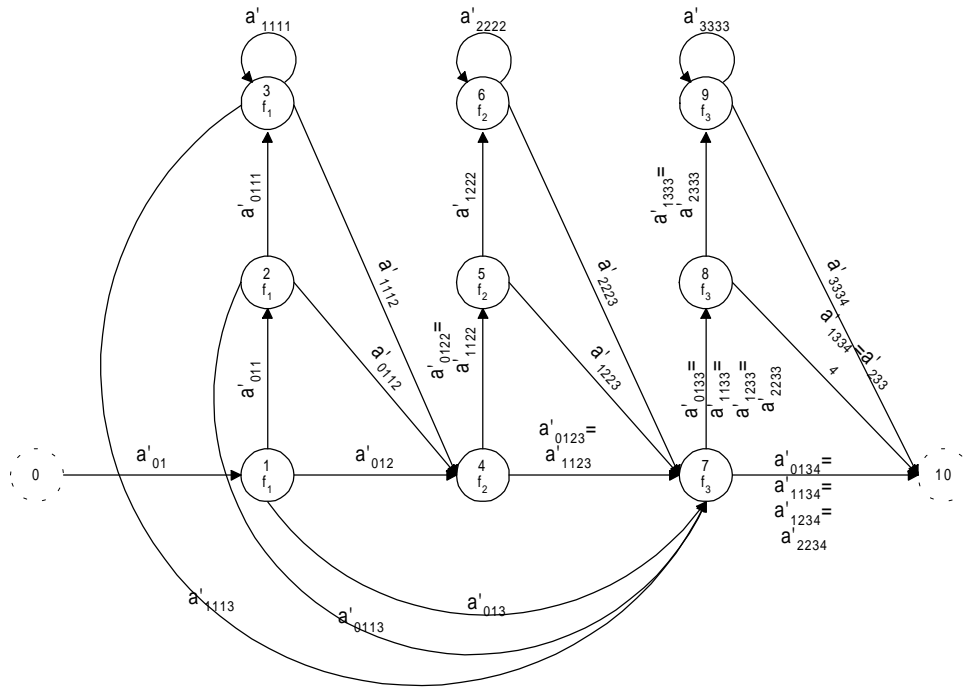 a'1111
a'2222
a'3333
3
f1
6
f2
9
f3
a'0111
a'1222
a'1333=
a'2333
a'1112
a'2223
a'3334
2
f1
5
f2
8
f3
a'011
a'0112
a'0122=
a'1122
a'1223
a'0133=
a'1133=
a'1233=
a'2233
a'1334=a'233
4
0
a'01
1
f1
a'012
4
f2
a'0123=
a'1123
7
f3
a'0134=
a'1134=
a'1234=
a'2234
10
a'1113
a'0113
a'013